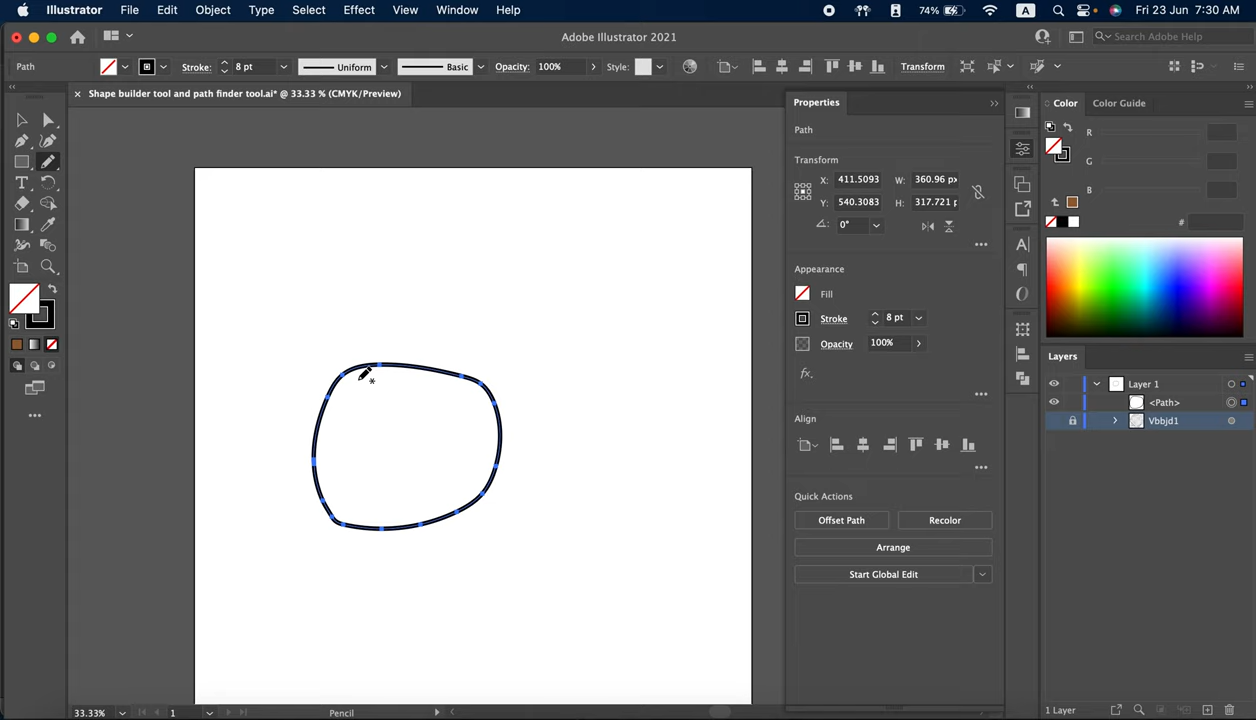 Illustrator File Edit Object Type Select Effect View Window Help 74% A Fri 23 Jun 7:30 AM
Adobe Illustrator 2021 Search Adobe Help
Path Stroke: 8 pt Uniform Basic Opacity: 100% Style: Transform
Shape builder tool and path finder tool.ai* @ 33.33 % (CMYK/Preview)
Properties
Color Color Guide
Path
R
Transform
G
X: 411.5093 W: 360.96 px
B
Y: 540.3083 H: 317.721 p
0°
#
T
A
Appearance
Fill
Stroke 8 pt
Opacity 100%
fx.
Layers
Layer 1
<Path>
Vbbjd1
Align
Quick Actions
Offset Path Recolor
Arrange
Start Global Edit
33.33% 1 Pencil
1 Layer